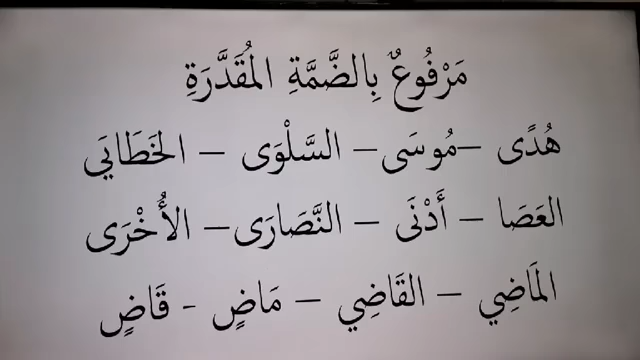 مَرْفُوعٌ بِالضَّمَّةِ المُقَدَّرَةِ
هُدًى –مُوسَى– السَّلْوَى – الخَطَايَى
العَصَا – أَدْنَى – النَّصَارَى– الأُخْرَى
المَاضِي – القَاضِي – مَاضٍ - قَاضٍ